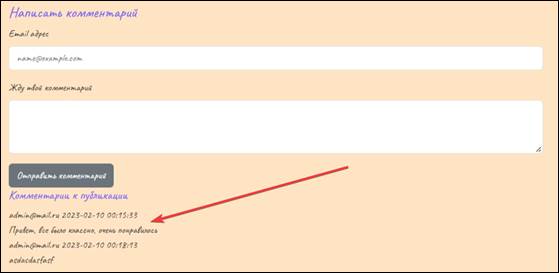 Написать комментарий
Email адрес
name@example.com
Жду твой комментарий
Отправить комментарий
Комментарии к публикации
admin@mail.ru 2023-02-10 00:15:33
Привет, все было классно, очень понравилось
admin@mail.ru 2023-02-10 00:18:13
asdasdasfasf